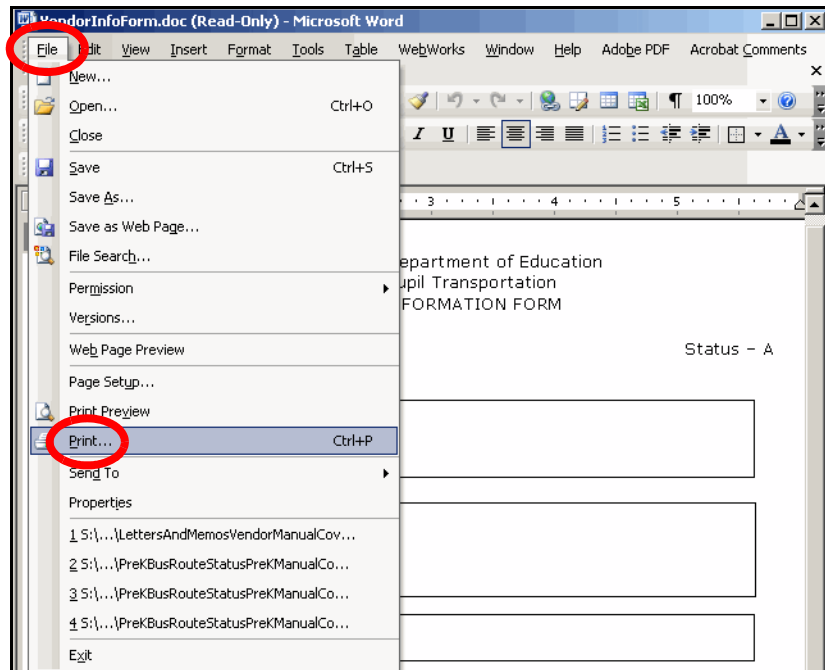 VendorInfoForm.doc (Read-Only) - Microsoft Word
File Edit View Insert Format Tools Table WebWorks Window Help Adobe PDF Acrobat Comments
New...
Open... Ctrl+O
100%
Close
I U
Save Ctrl+S
Save As...
3 4 5
Save as Web Page...
File Search...
epartment of Education
upil Transportation
Permission
FORMATION FORM
Versions...
Web Page Preview
Status - A
Page Setup...
Print Preview
Print... Ctrl+P
Send To
Properties
1 S:\...\LettersAndMemosVendorManualCov...
2 S:\...\PreKBusRouteStatusPreKManualCo...
3 S:\...\PreKBusRouteStatusPreKManualCo...
4 S:\...\PreKBusRouteStatusPreKManualCo...
Exit